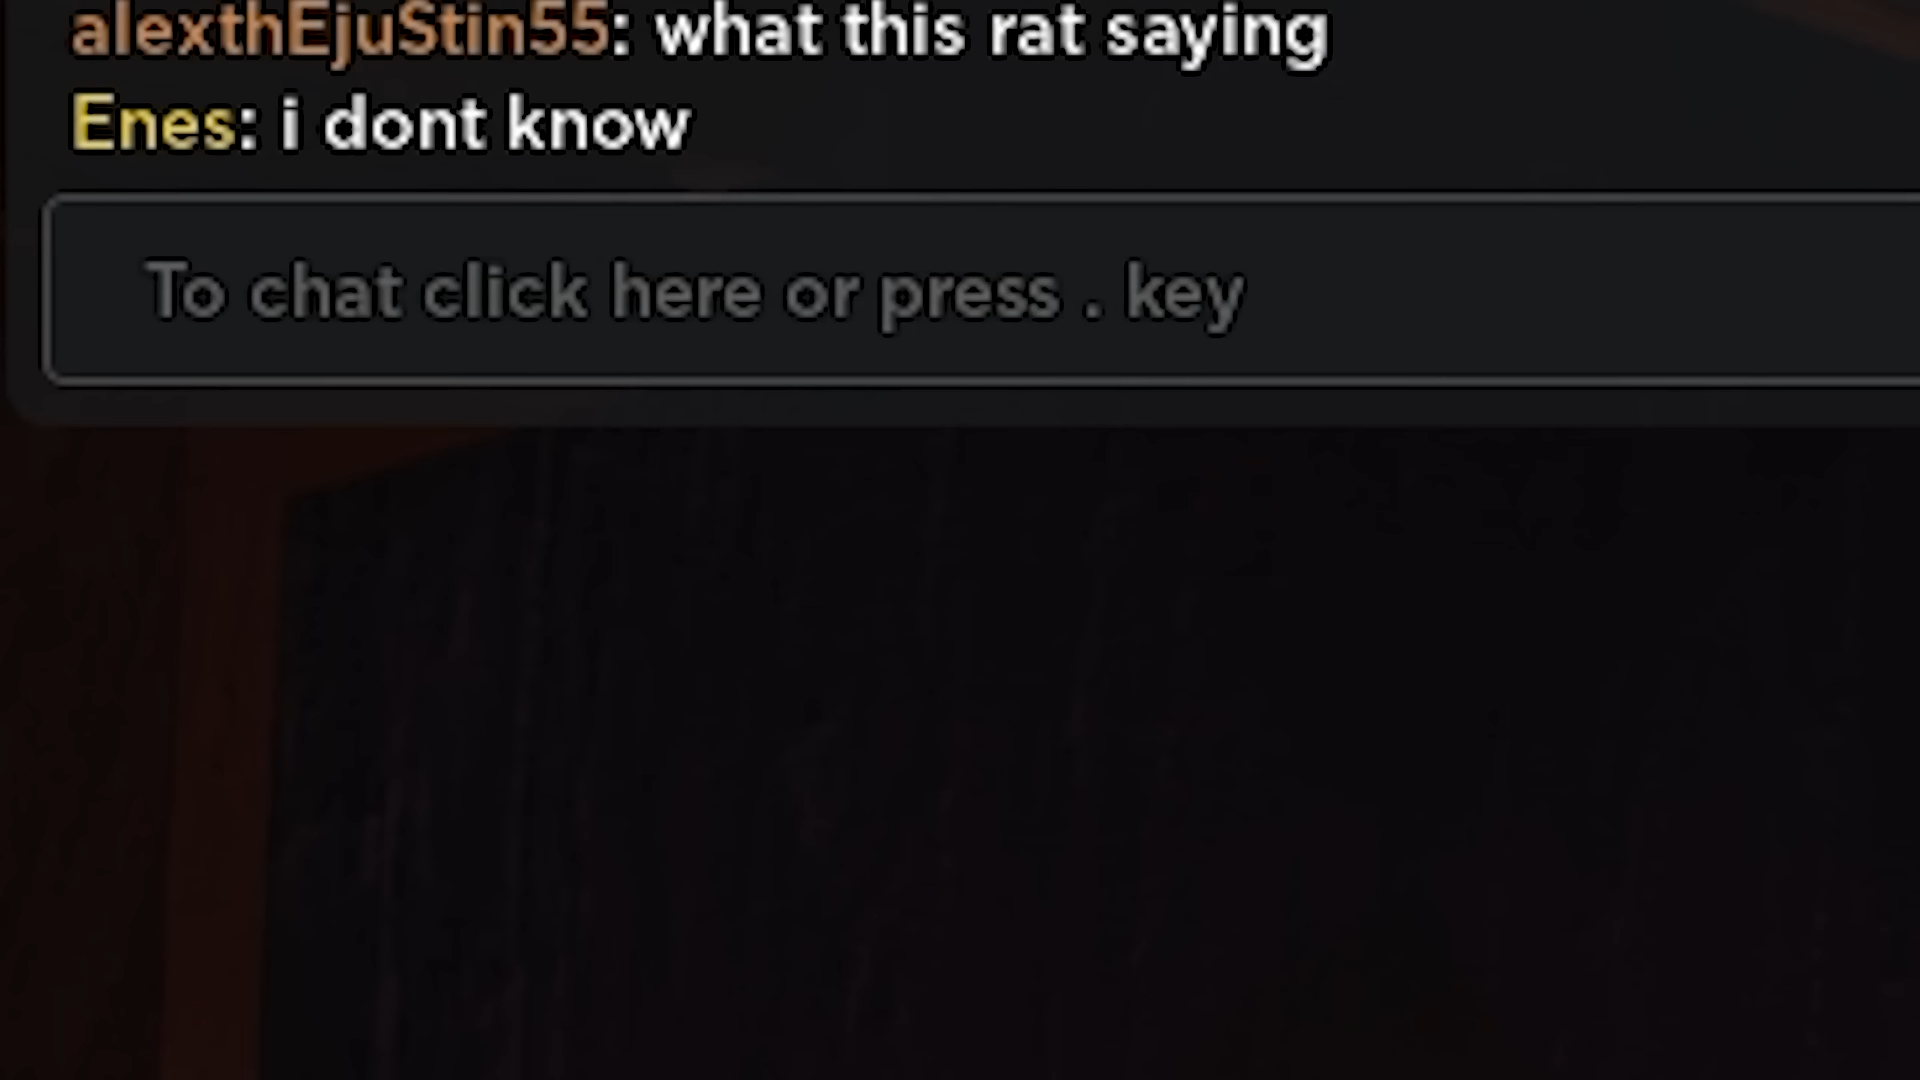 alexthEjuStin55: what this rat saying
Enes: i dont know
To chat click here or press . key